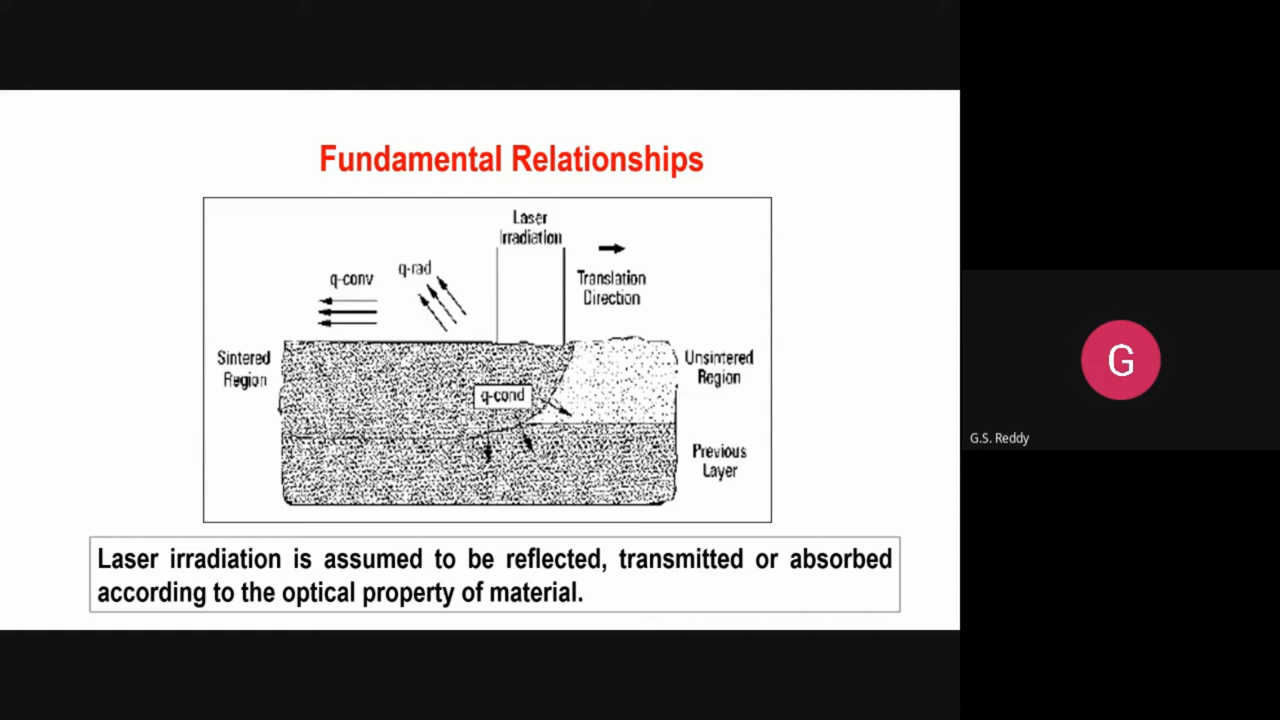 Fundamental Relationships
Laser
Irradiation
q-conv
q-rad
Translation
Direction
Sintered
Region
q-cond
Unsintered
Region
Previous
Layer
Laser irradiation is assumed to be reflected, transmitted or absorbed
according to the optical property of material.
G
G.S. Reddy